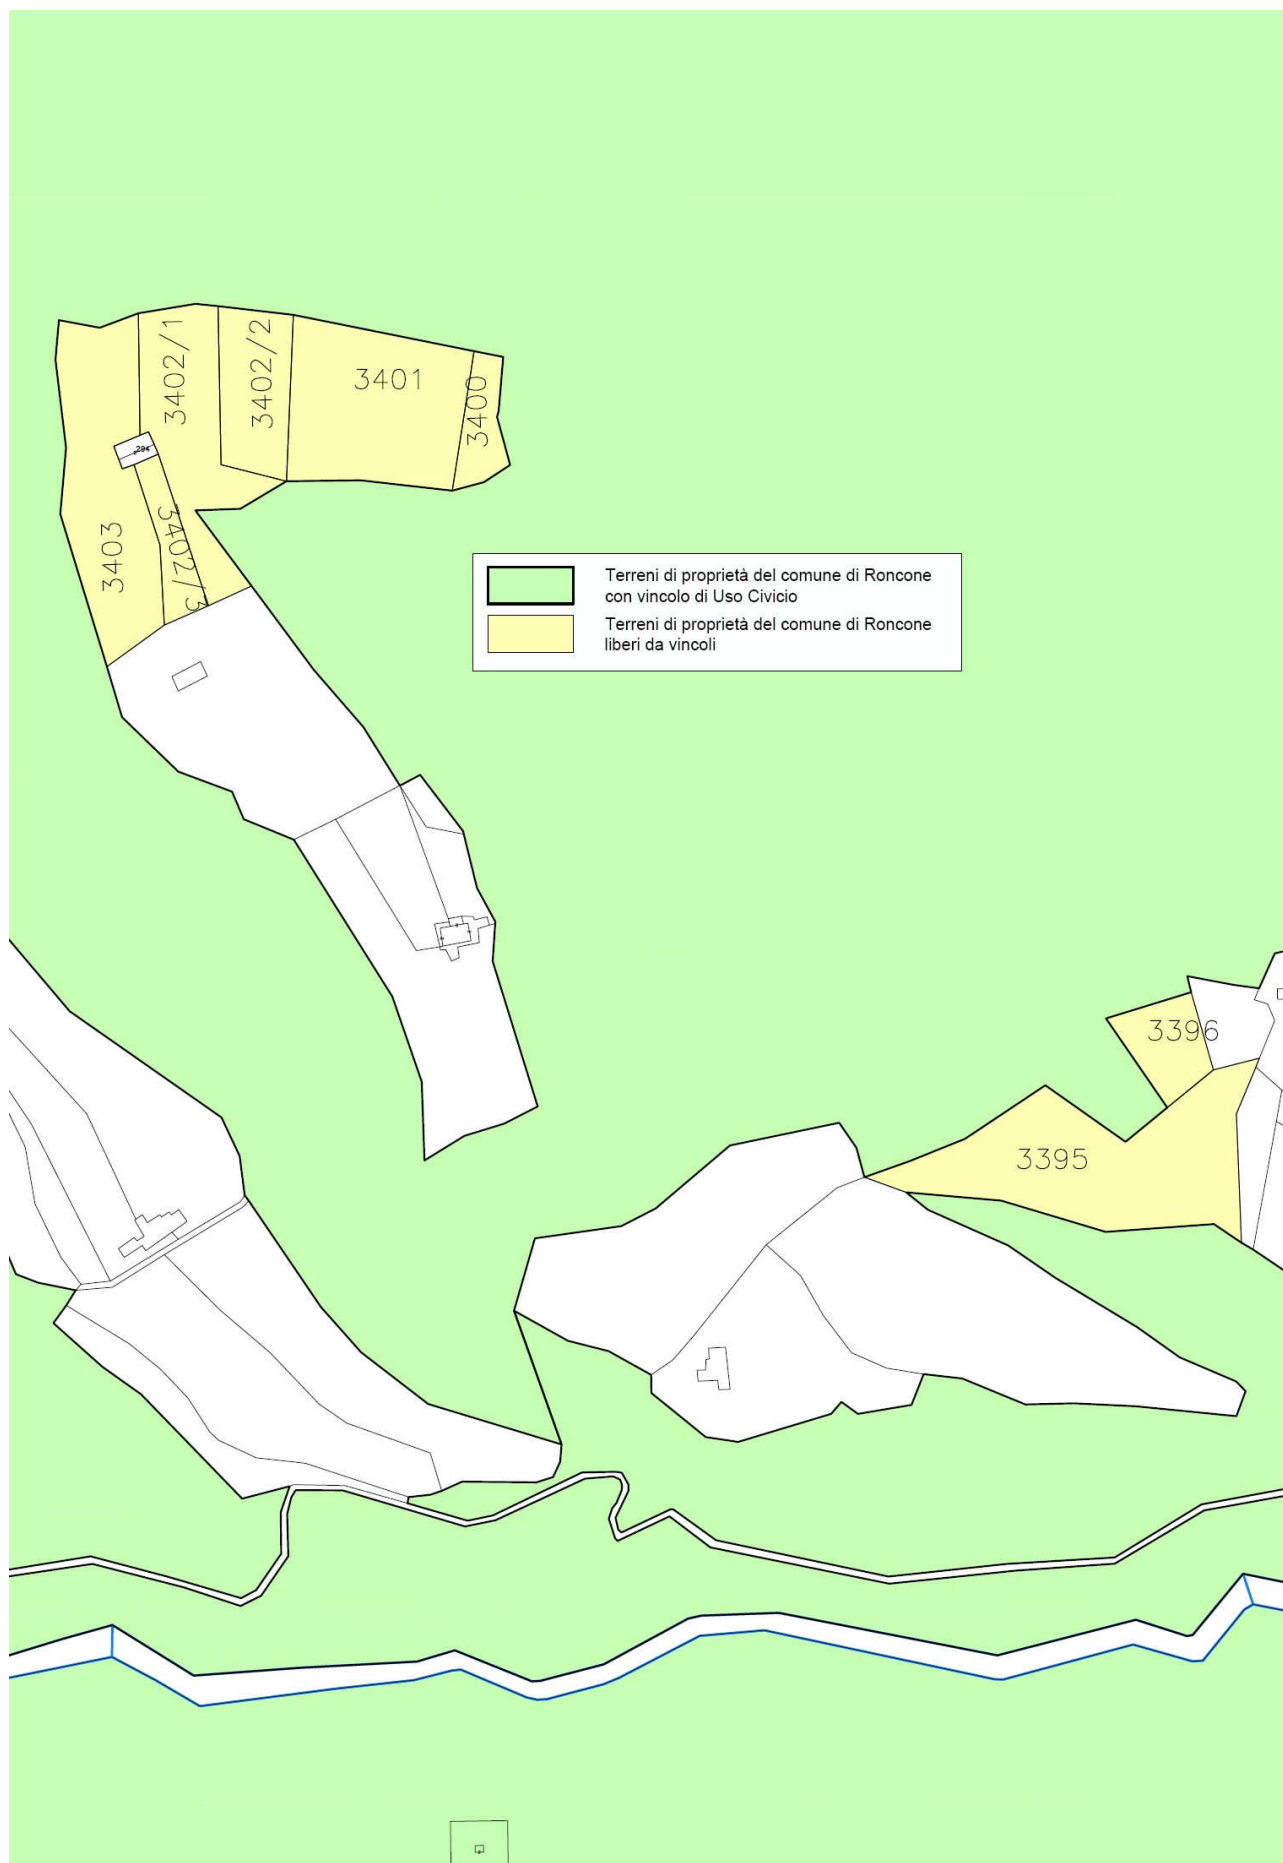 3402/1
3402/2
3401
3400
294
3403
3402/3
Terreni di proprietà del comune di Roncone
con vincolo di Uso Civicio
Terreni di proprietà del comune di Roncone
liberi da vincoli
3396
3395